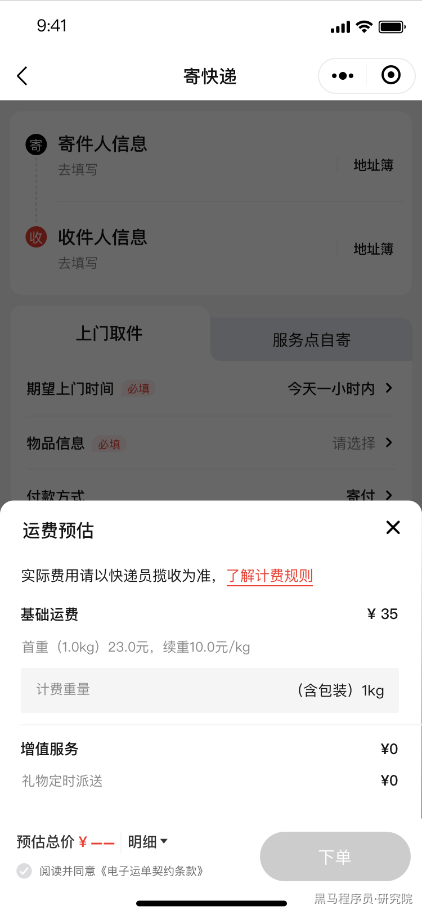 9:41
寄快递
寄 寄件人信息
去填写
地址簿
收 收件人信息
去填写
地址簿
上门取件
服务点自寄
期望上门时间 必填 今天一小时内
物品信息 必填 请选择
付款方式 寄付
运费预估
实际费用请以快递员揽收为准，了解计费规则
基础运费 ¥ 35
首重（1.0kg）23.0元，续重10.0元/kg
计费重量 （含包装）1kg
增值服务 ¥0
礼物定时派送 ¥0
预估总价 ¥ —— 明细
下单
阅读并同意《电子运单契约条款》
黑马程序员·研究院